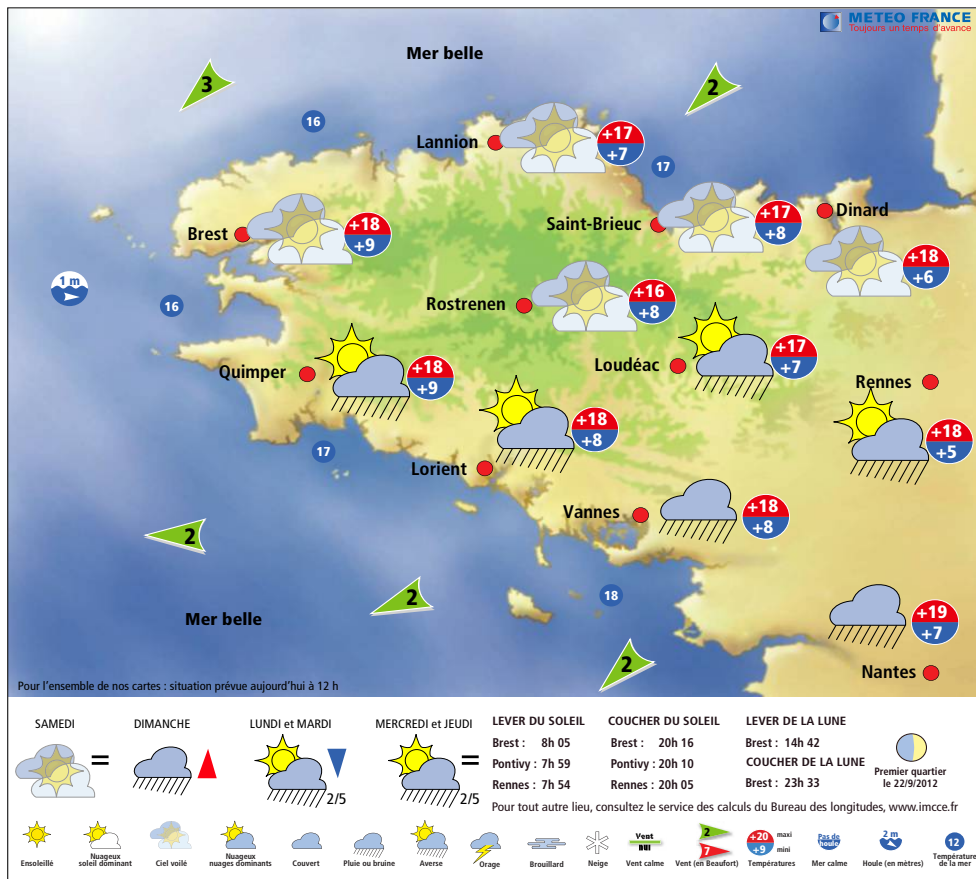 METEO FRANCE
Toujours un temps d'avance
Mer belle
3
2
16
Lannion
+17
+7
17
Brest
+18
+9
Saint-Brieuc
+17
+8
Dinard
+18
+6
1 m
16
Rostrenen
+16
+8
Quimper
+18
+9
Loudéac
+17
+7
Rennes
+18
+5
+18
+8
17
Lorient
Vannes
+18
+8
2
2
18
Mer belle
+19
+7
2
Nantes
Pour l'ensemble de nos cartes : situation prévue aujourd'hui à 12 h
SAMEDI
=
DIMANCHE
LUNDI et MARDI
2/5
MERCREDI et JEUDI
=
2/5
LEVER DU SOLEIL
Brest : 8h 05
Pontivy : 7h 59
Rennes : 7h 54
COUCHER DU SOLEIL
Brest : 20h 16
Pontivy : 20h 10
Rennes : 20h 05
LEVER DE LA LUNE
Brest : 14h 42
COUCHER DE LA LUNE
Brest : 23h 33
Premier quartier
le 22/9/2012
Pour tout autre lieu, consultez le service des calculs du Bureau des longitudes, www.imcce.fr
Ensoleillé
Nuageux
soleil dominant
Ciel voilé
Nuageux
nuages dominants
Couvert
Pluie ou bruine
Averse
Orage
Brouillard
Neige
Vent
nul
Vent calme
2
7
Vent (en Beaufort)
+20 maxi
+9 mini
Températures
Pas de
houle
Mer calme
2 m
Houle (en mètres)
12
Température
de la mer